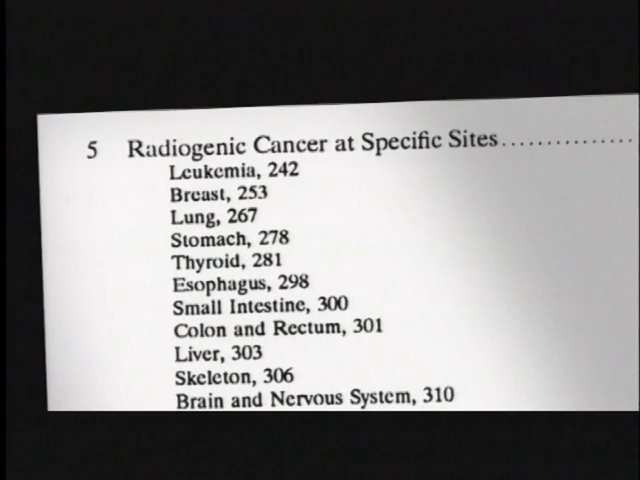 5 Radiogenic Cancer at Specific Sites...............
Leukemia, 242
Breast, 253
Lung, 267
Stomach, 278
Thyroid, 281
Esophagus, 298
Small Intestine, 300
Colon and Rectum, 301
Liver, 303
Skeleton, 306
Brain and Nervous System, 310